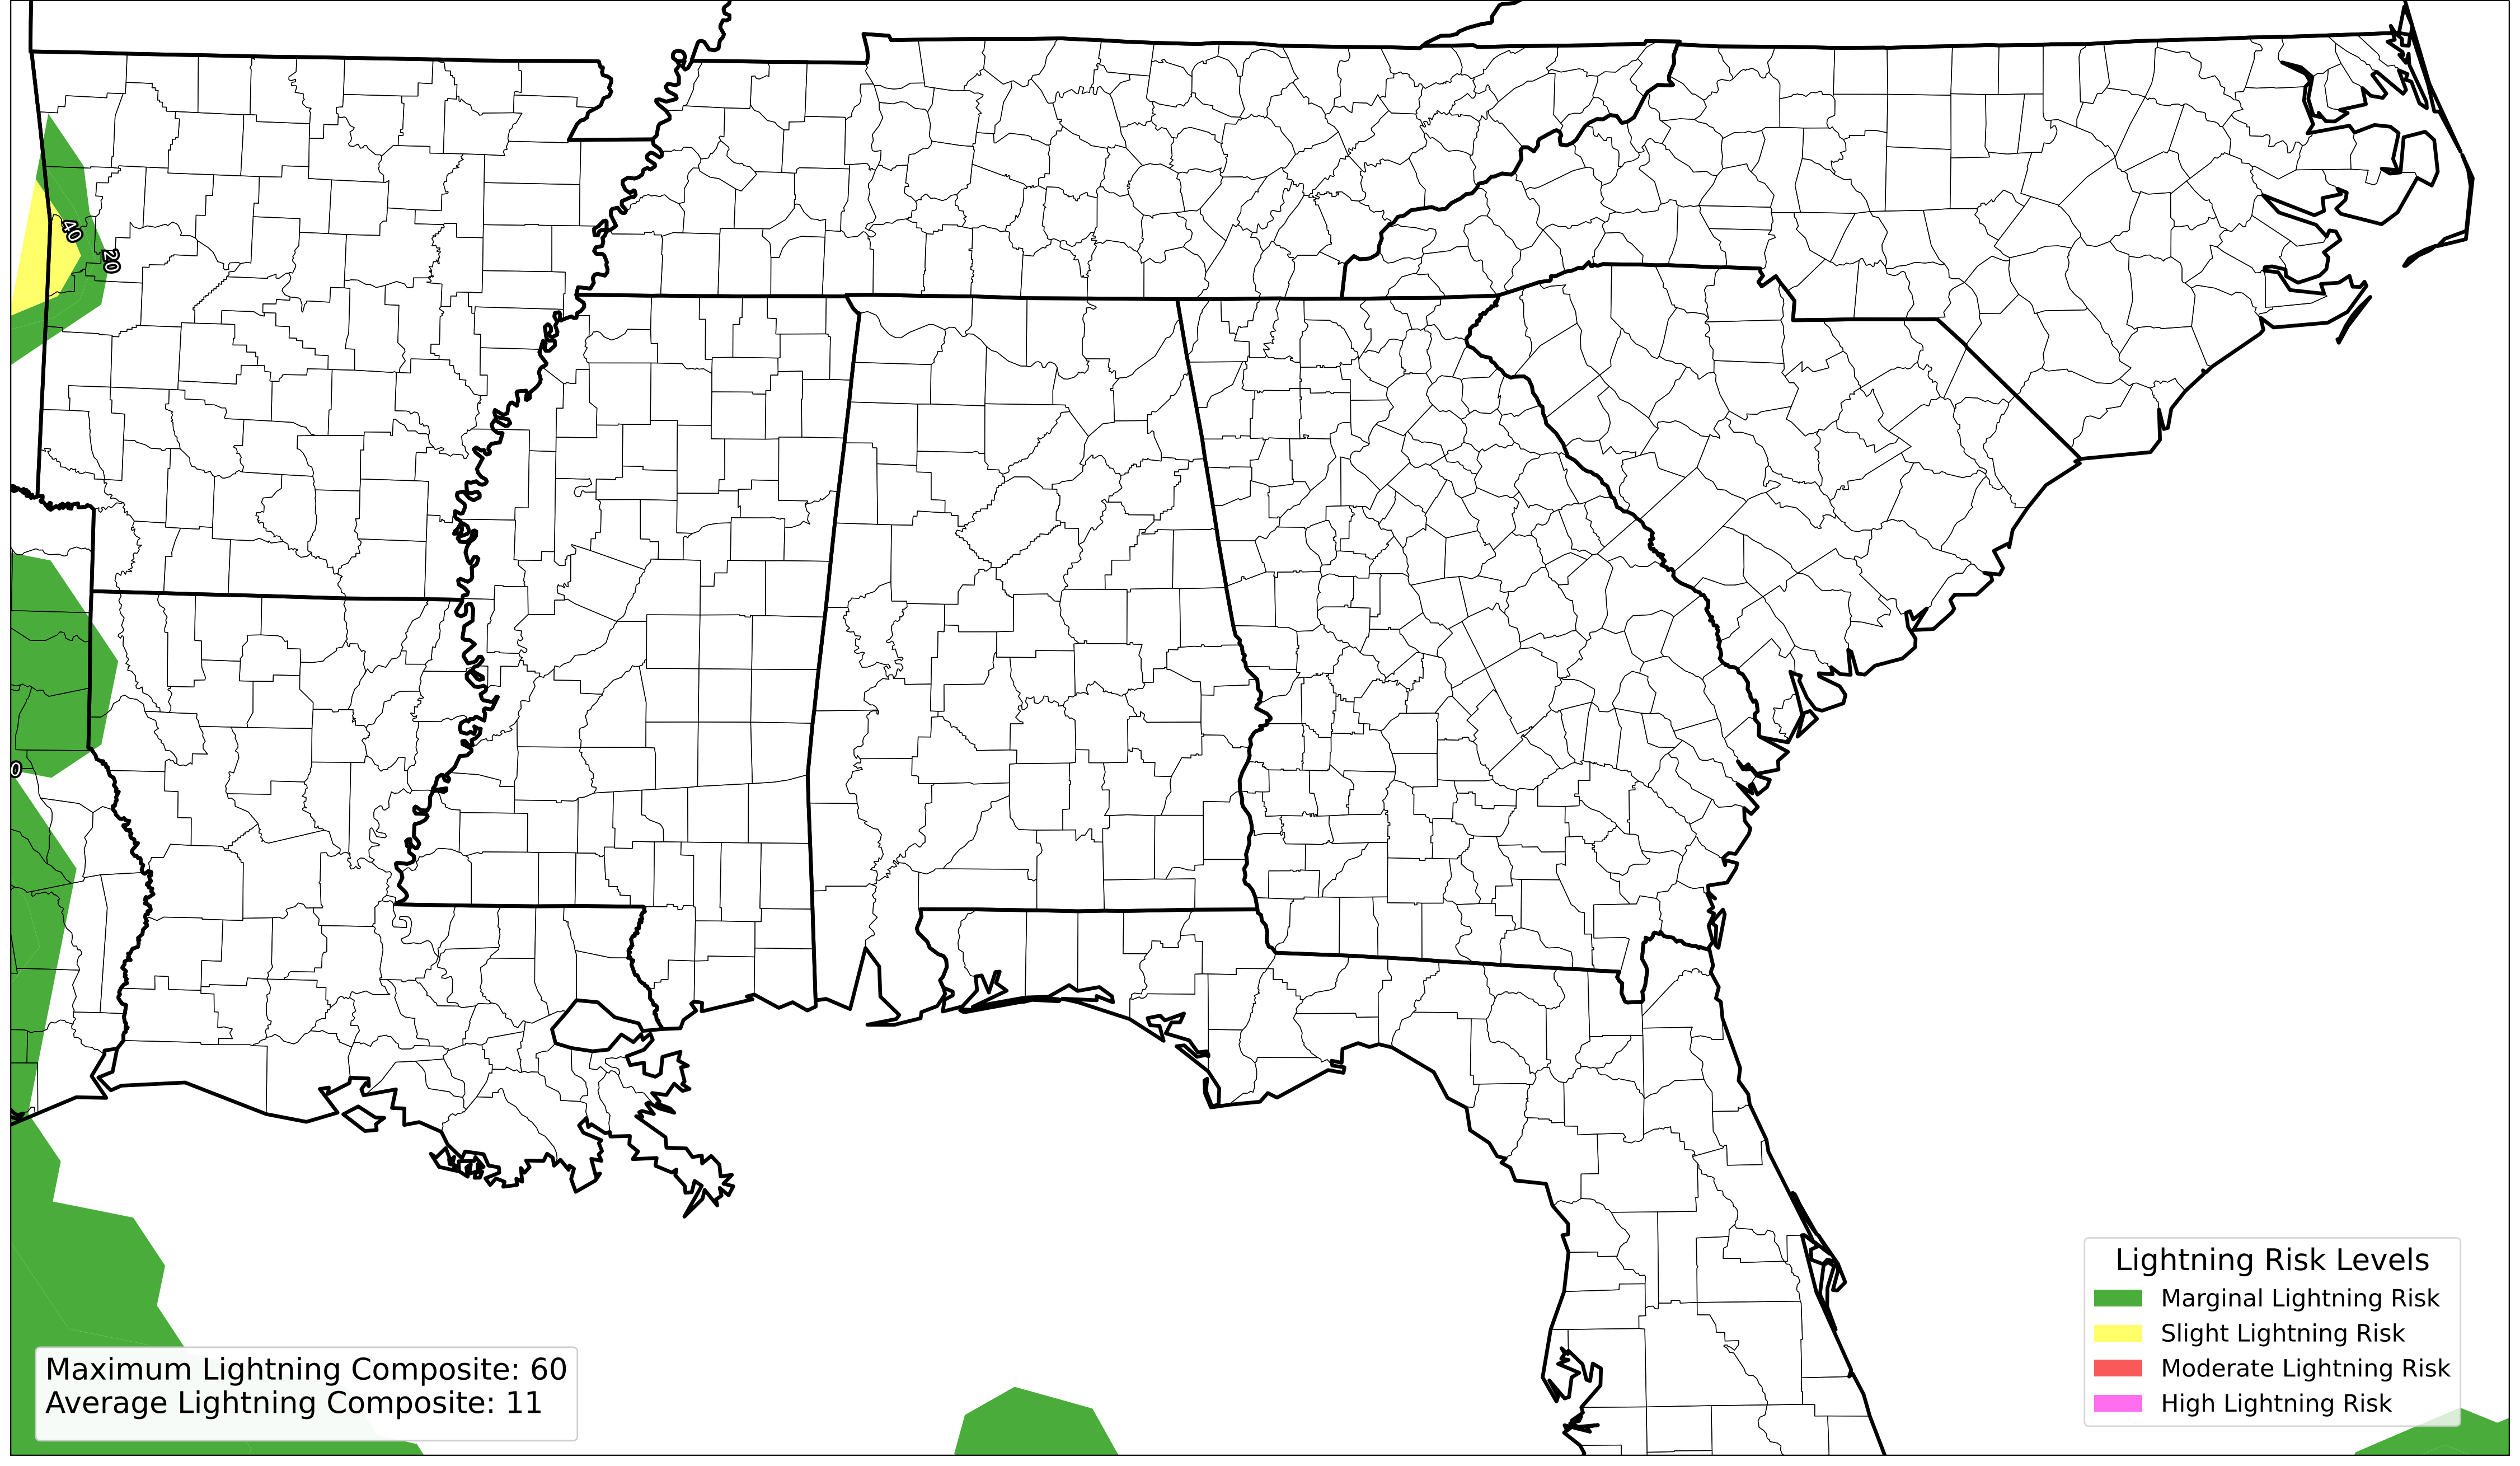 40
20
0
Lightning Risk Levels
Marginal Lightning Risk
Slight Lightning Risk
Moderate Lightning Risk
High Lightning Risk
Maximum Lightning Composite: 60
Average Lightning Composite: 11